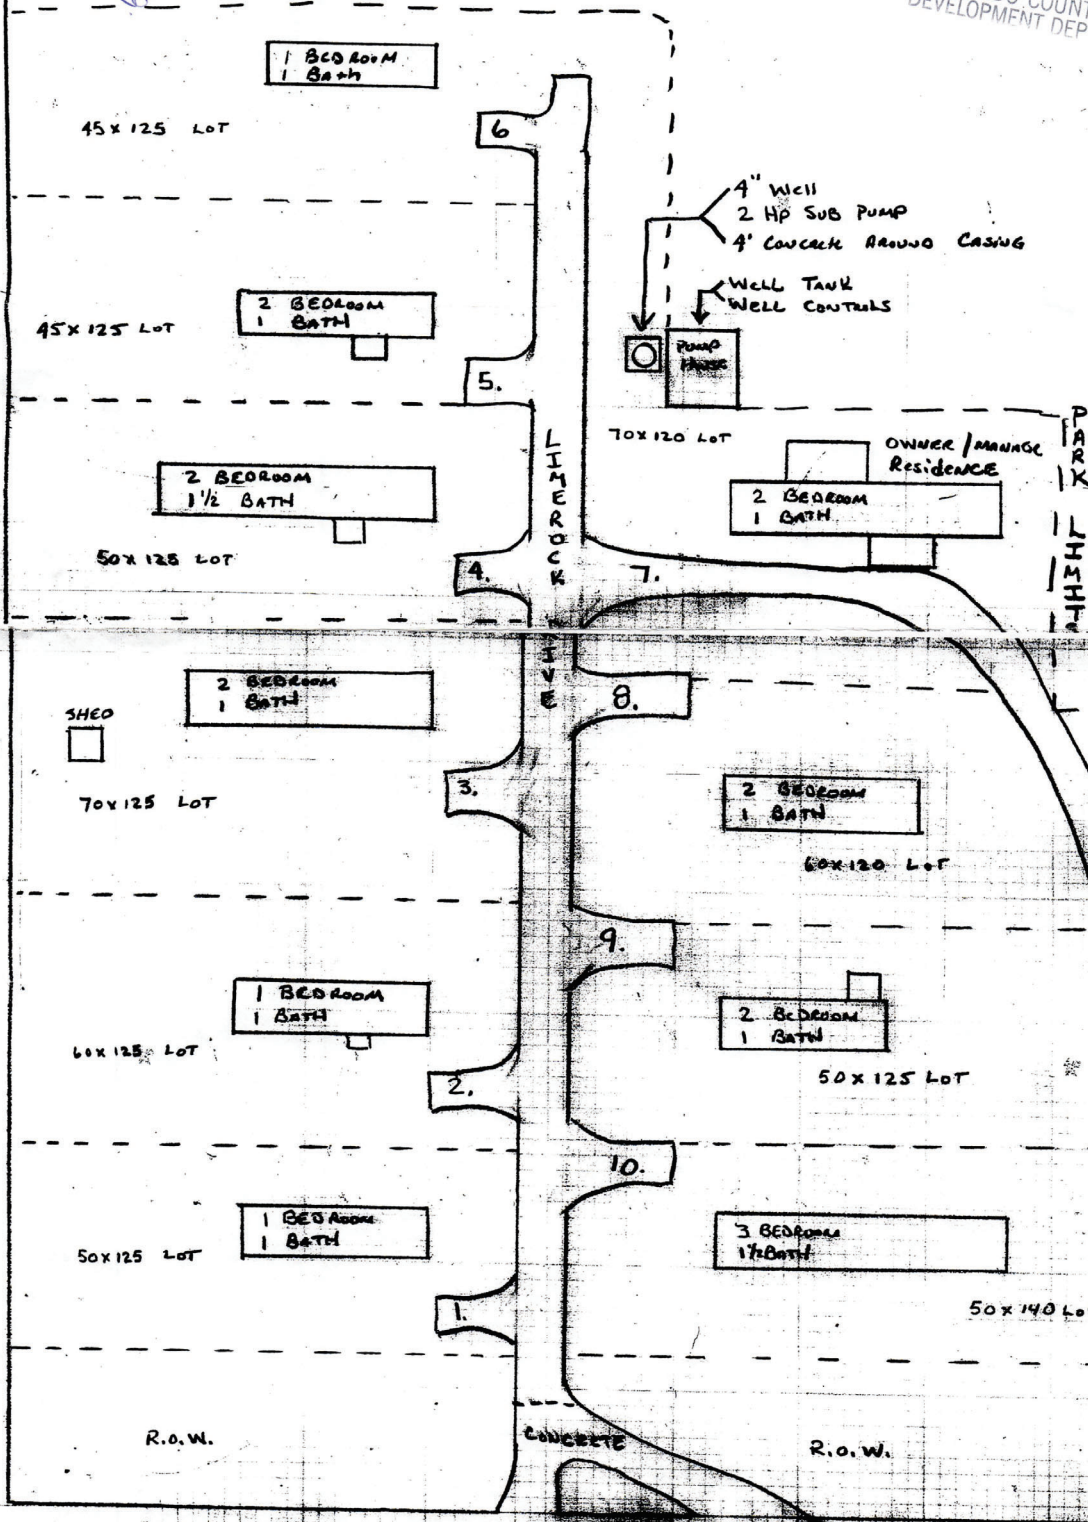 COUNT
DEVELOPMENT DEP
1 BEDROOM
1 BATH
45 x 125 LOT
6
4" Well
2 HP SUB PUMP
4' CONCRETE AROUND CASING
WELL TANK
WELL CONTROLS
2 BEDROOM
1 BATH
45 x 125 LOT
PUMP
HOUSE
5.
70 x 120 LOT
OWNER / MANAGE
ResidENCE
PARK LIMITS
2 BEDROOM
1 1/2 BATH
2 BEDROOM
1 BATH
LIMEROCK
50 x 125 LOT
4.
7.
2 BEDROOM
1 BATH
8.
SHED
3.
70 x 125 LOT
2 BEDROOM
1 BATH
60 x 120 LOT
9.
1 BEDROOM
1 BATH
2 BEDROOM
1 BATH
60 x 125 LOT
2.
50 x 125 LOT
10.
1 BEDROOM
1 BATH
3 BEDROOM
1 1/2 BATH
50 x 125 LOT
1.
50 x 140 LO
R.O.W.
CONCRETE
R.O.W.